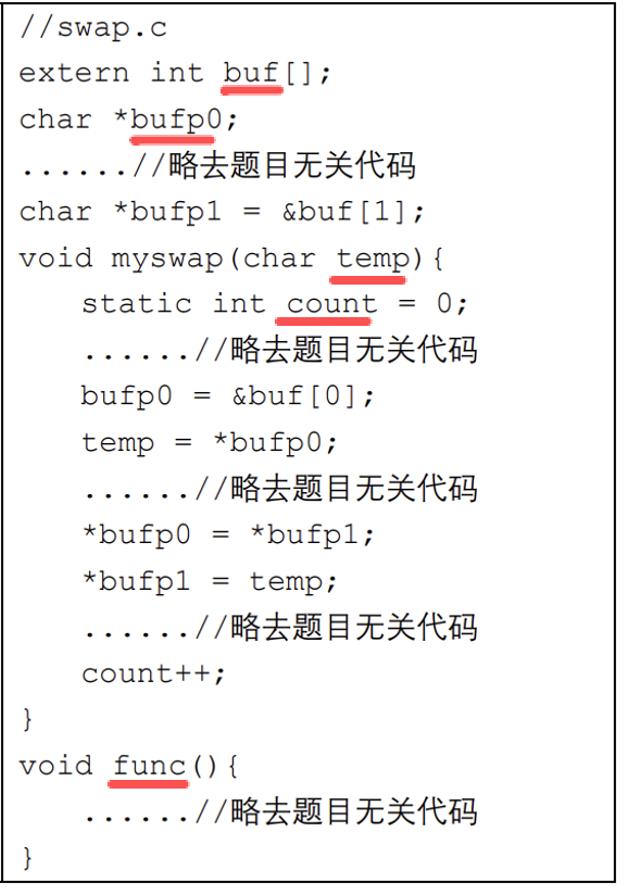 //swap.c
extern int buf[];
char *bufp0;
......//略去题目无关代码
char *bufp1 = &buf[1];
void myswap(char temp){
    static int count = 0;
    ......//略去题目无关代码
    bufp0 = &buf[0];
    temp = *bufp0;
    ......//略去题目无关代码
    *bufp0 = *bufp1;
    *bufp1 = temp;
    ......//略去题目无关代码
    count++;
}
void func(){
    ......//略去题目无关代码
}